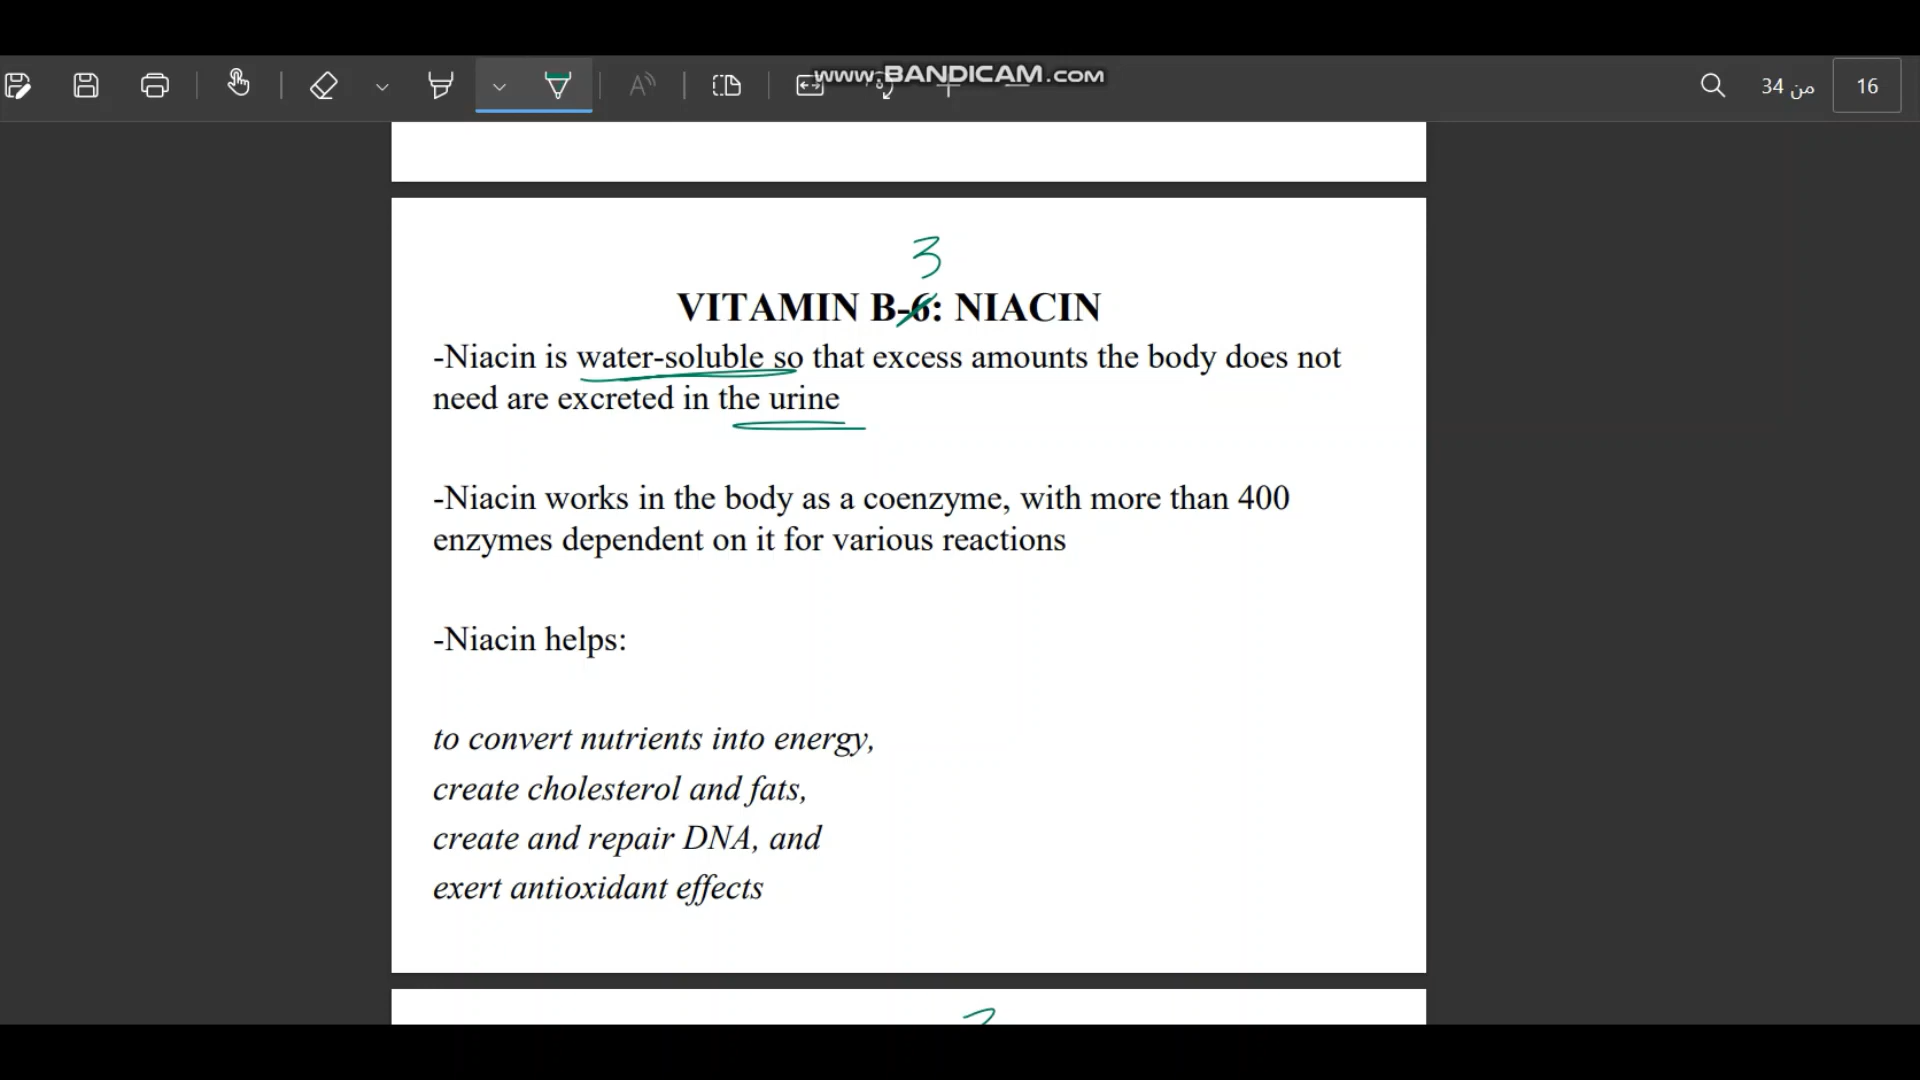 www.BANDICAM.com
من 34
16
3
VITAMIN B-6: NIACIN
-Niacin is water-soluble so that excess amounts the body does not
need are excreted in the urine
-Niacin works in the body as a coenzyme, with more than 400
enzymes dependent on it for various reactions
-Niacin helps:
to convert nutrients into energy,
create cholesterol and fats,
create and repair DNA, and
exert antioxidant effects